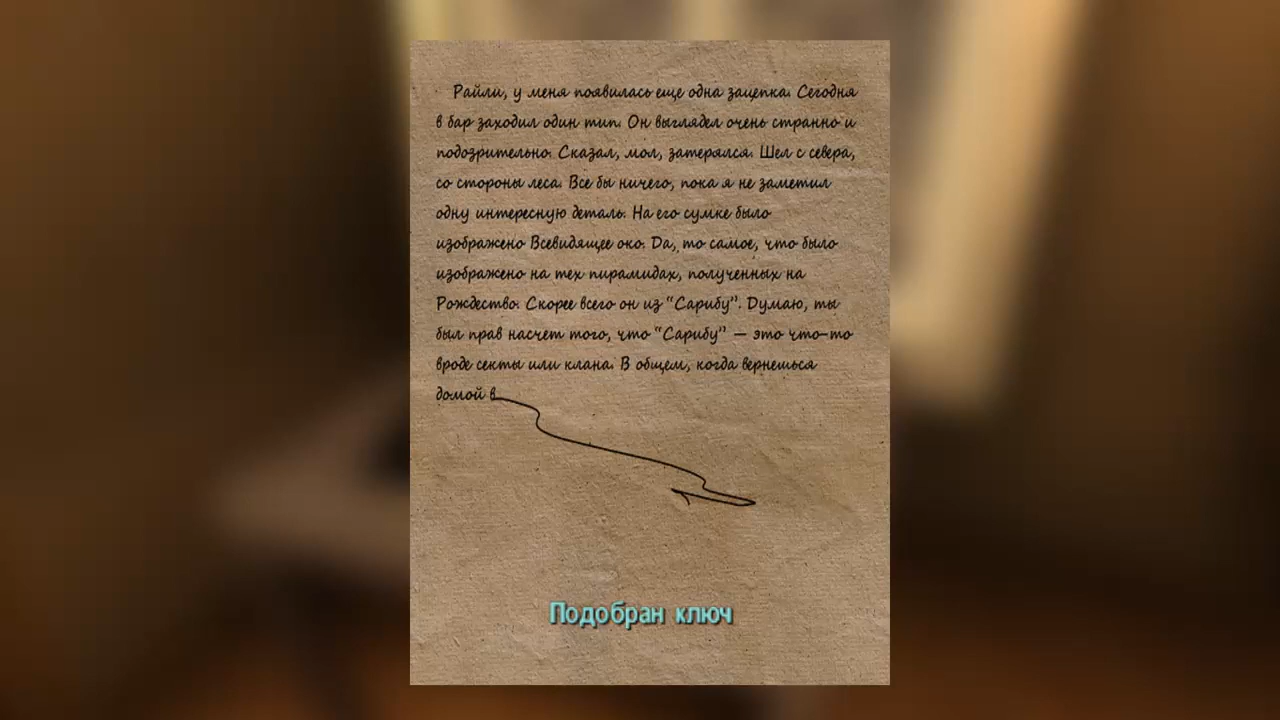 Райли, у меня появилась еще одна зацепка. Сегодня
в бар заходил один тип. Он выглядел очень странно и
подозрительно. Сказал, мол, затерялся. Шел с севера,
со стороны леса. Все бы ничего, пока я не заметил
одну интересную деталь. На его сумке было
изображено Всевидящее око. Да, то самое, что было
изображено на тех пирамидах, полученных на
Рождество. Скорее всего он из “Сарибу”. Думаю, ты
был прав насчет того, что “Сарибу” — это что-то
вроде секты или клана. В общем, когда вернешься
домой в
Подобран ключ